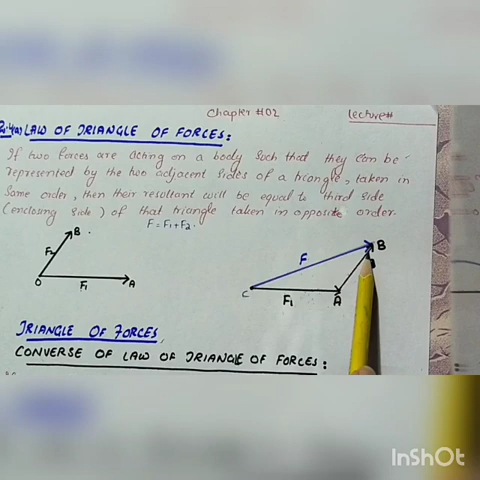 Chapter #02
Lecture#
LAW OF TRIANGLE OF FORCES:
If two forces are acting on a body such that they can be
represented by the two adjacent sides of a triangle, taken in
same order, then their resultant will be equal to third side
(enclosing side) of that triangle taken in opposite order.
F=F1+F2.
B
F2
O
F1
A
F
B
C
F1
A
TRIANGLE OF FORCES
CONVERSE OF LAW OF TRIANGLE OF FORCES:
InShOt